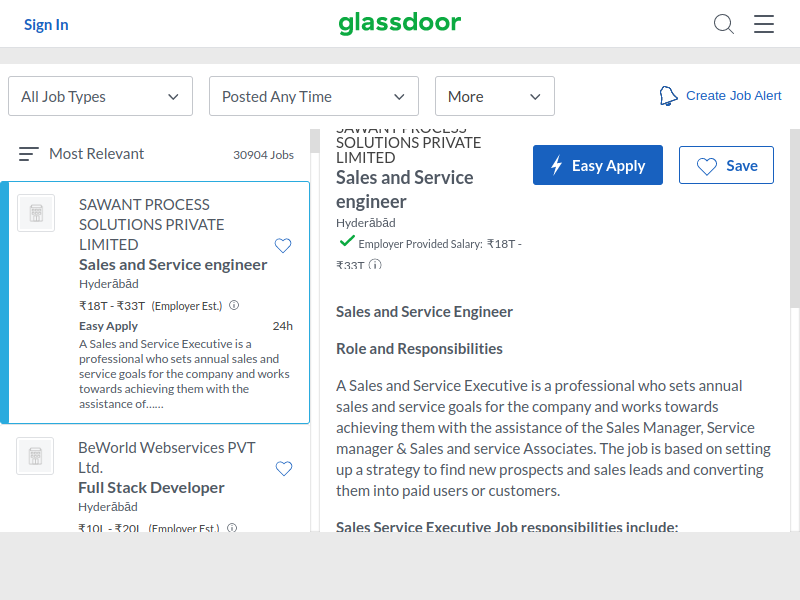 Sign In
glassdoor
All Job Types
Posted Any Time
More
Create Job Alert
Most Relevant
30904 Jobs
SAWANT PROCESS
SOLUTIONS PRIVATE
LIMITED
Sales and Service engineer
Hyderābād
₹18T - ₹33T (Employer Est.)
Easy Apply
24h
A Sales and Service Executive is a
professional who sets annual sales and
service goals for the company and works
towards achieving them with the
assistance of……
BeWorld Webservices PVT
Ltd.
Full Stack Developer
Hyderābād
₹10L - ₹20L (Employer Est.)
SAWANT PROCESS
SOLUTIONS PRIVATE
LIMITED
Sales and Service
engineer
Hyderābād
Employer Provided Salary: ₹18T -
₹33T
Easy Apply
Save
Sales and Service Engineer
Role and Responsibilities
A Sales and Service Executive is a professional who sets annual
sales and service goals for the company and works towards
achieving them with the assistance of the Sales Manager, Service
manager & Sales and service Associates. The job is based on setting
up a strategy to find new prospects and sales leads and converting
them into paid users or customers.
Sales Service Executive Job responsibilities include: